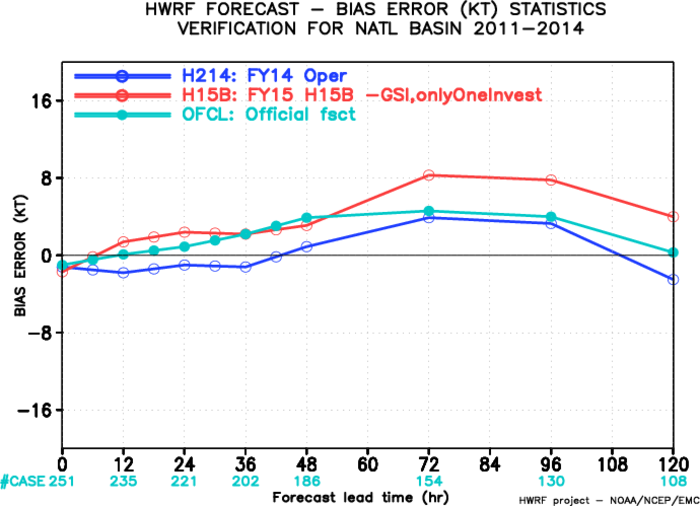 HWRF FORECAST - BIAS ERROR (KT) STATISTICS
VERIFICATION FOR NATL BASIN 2011-2014
H214: FY14 Oper
H15B: FY15 H15B -GSI,onlyOneInvest
OFCL: Official fsct
16
8
0
-8
-16
BIAS ERROR (KT)
0 12 24 36 48 60 72 84 96 108 120
#CASE 251 235 221 202 186 154 130 108
Forecast lead time (hr)
HWRF project - NOAA/NCEP/EMC